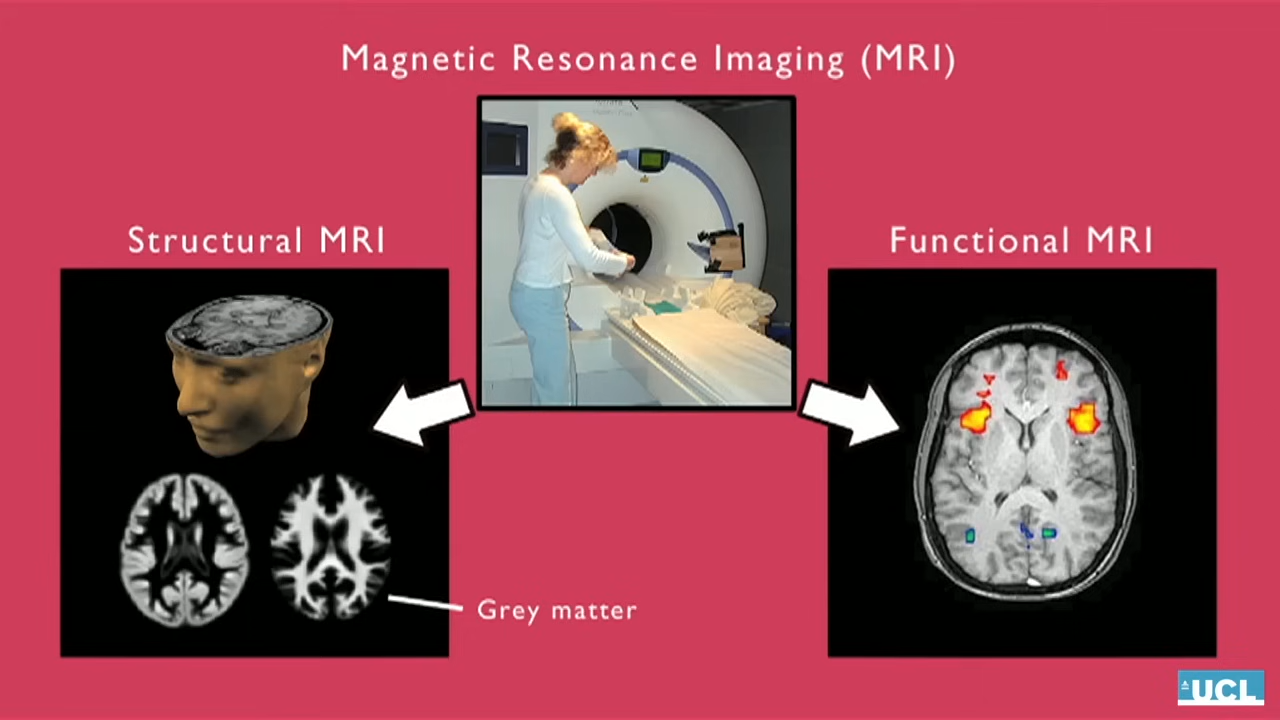 Magnetic Resonance Imaging (MRI)
Structural MRI
Functional MRI
Grey matter
UCL